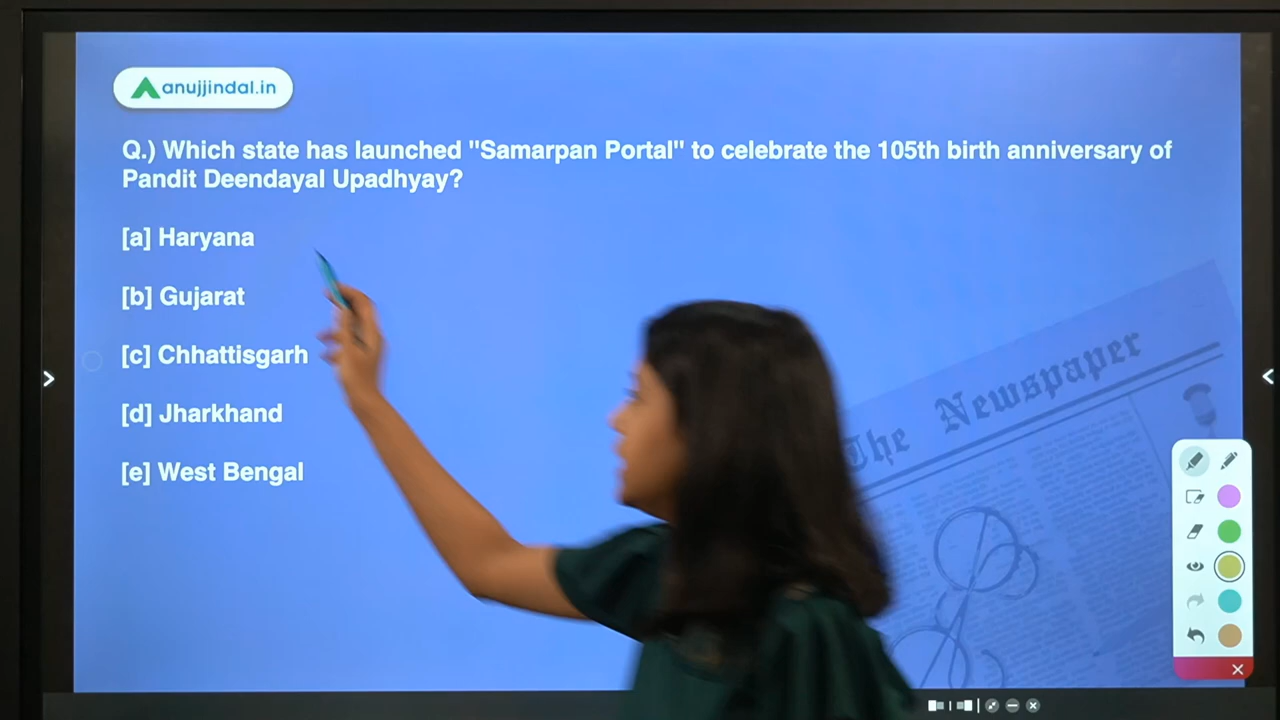 anujjindal.in
Q.) Which state has launched "Samarpan Portal" to celebrate the 105th birth anniversary of
Pandit Deendayal Upadhyay?
[a] Haryana
[b] Gujarat
[c] Chhattisgarh
[d] Jharkhand
[e] West Bengal
The Newspaper